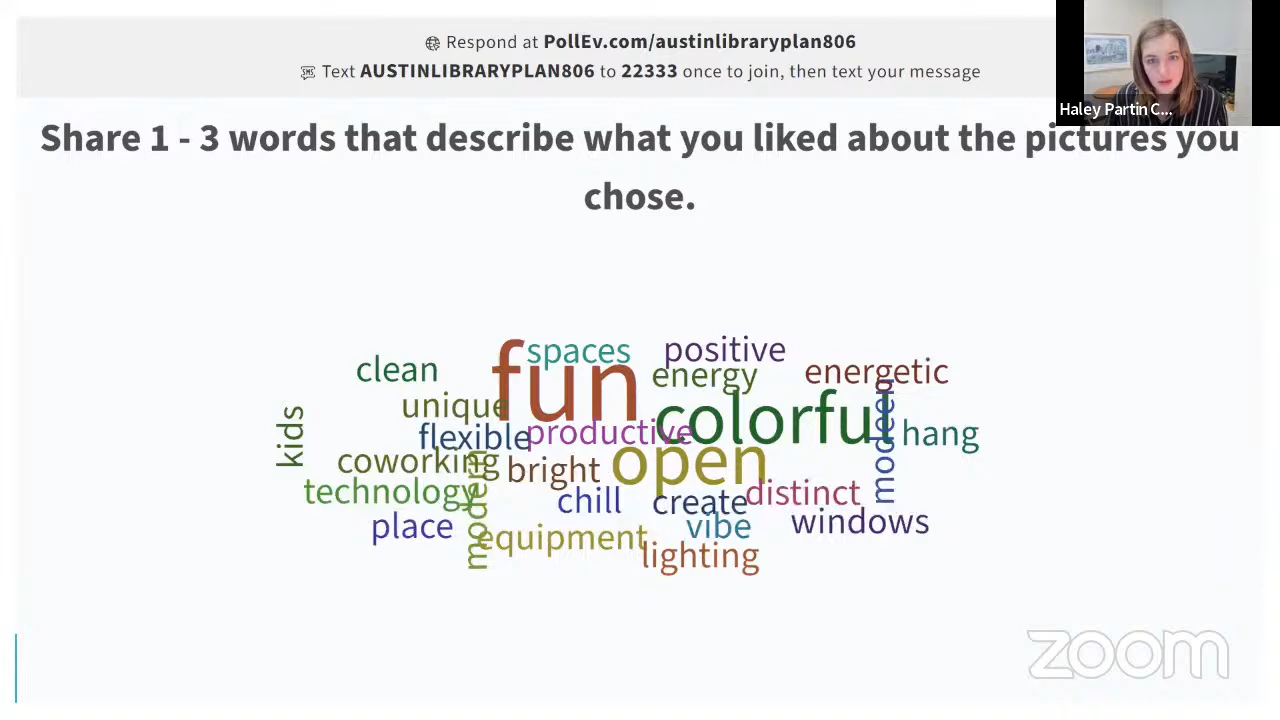 Respond at PollEv.com/austinlibraryplan806
Text AUSTINLIBRARYPLAN806 to 22333 once to join, then text your message
Haley Partin C...
Share 1 - 3 words that describe what you liked about the pictures you
chose.
spaces
positive
clean
fun
energy
energetic
unique
colorful
kids
flexible
productive
modeen
hang
coworking
bright
open
technology
chill
create
distinct
modern
place
equipment
vibe
windows
lighting
zoom